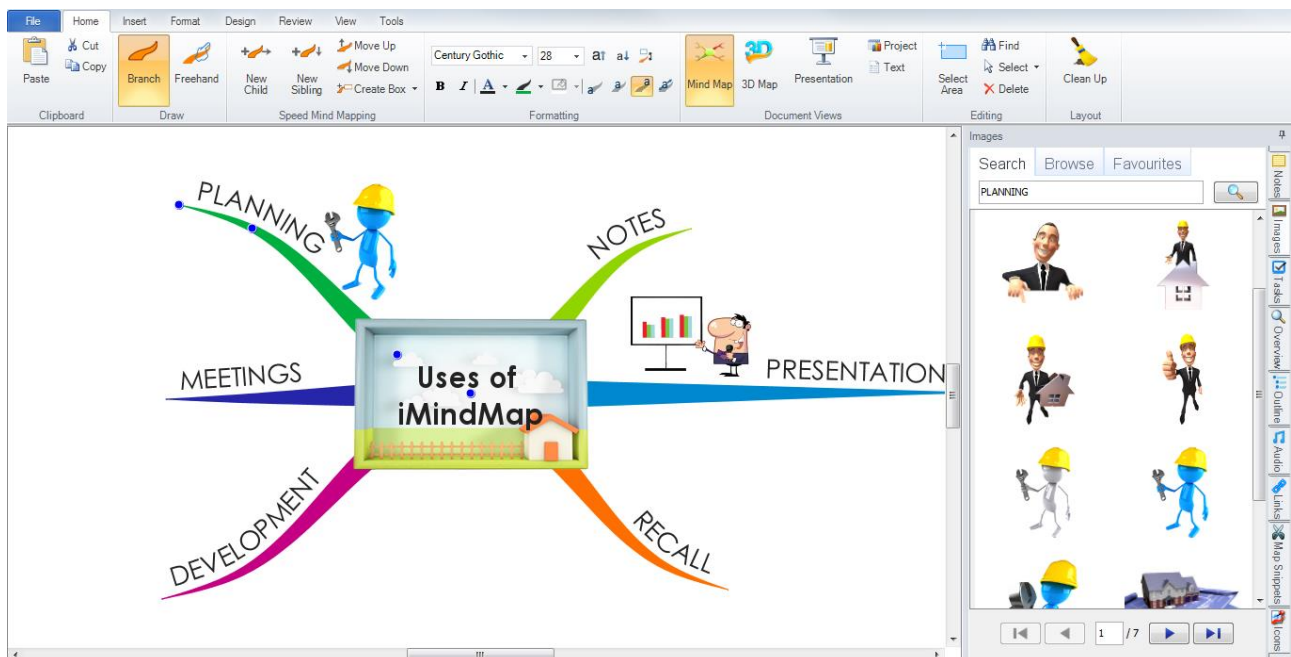 File Home Insert Format Design Review View Tools
Paste
Cut
Copy
Clipboard
Branch
Freehand
Draw
New
Child
New
Sibling
Move Up
Move Down
Create Box
Speed Mind Mapping
Century Gothic
28
B I A
Formatting
Mind Map
3D
3D Map
Presentation
Project
Text
Document Views
Select
Area
Find
Select
Delete
Editing
Clean Up
Layout
PLANNING
NOTES
MEETINGS
PRESENTATION
Uses of
iMindMap
DEVELOPMENT
RECALL
Images
Search Browse Favourites
PLANNING
1 / 7
Notes
Images
Tasks
Overview
Outline
Audio
Links
Map Snippets
Icons